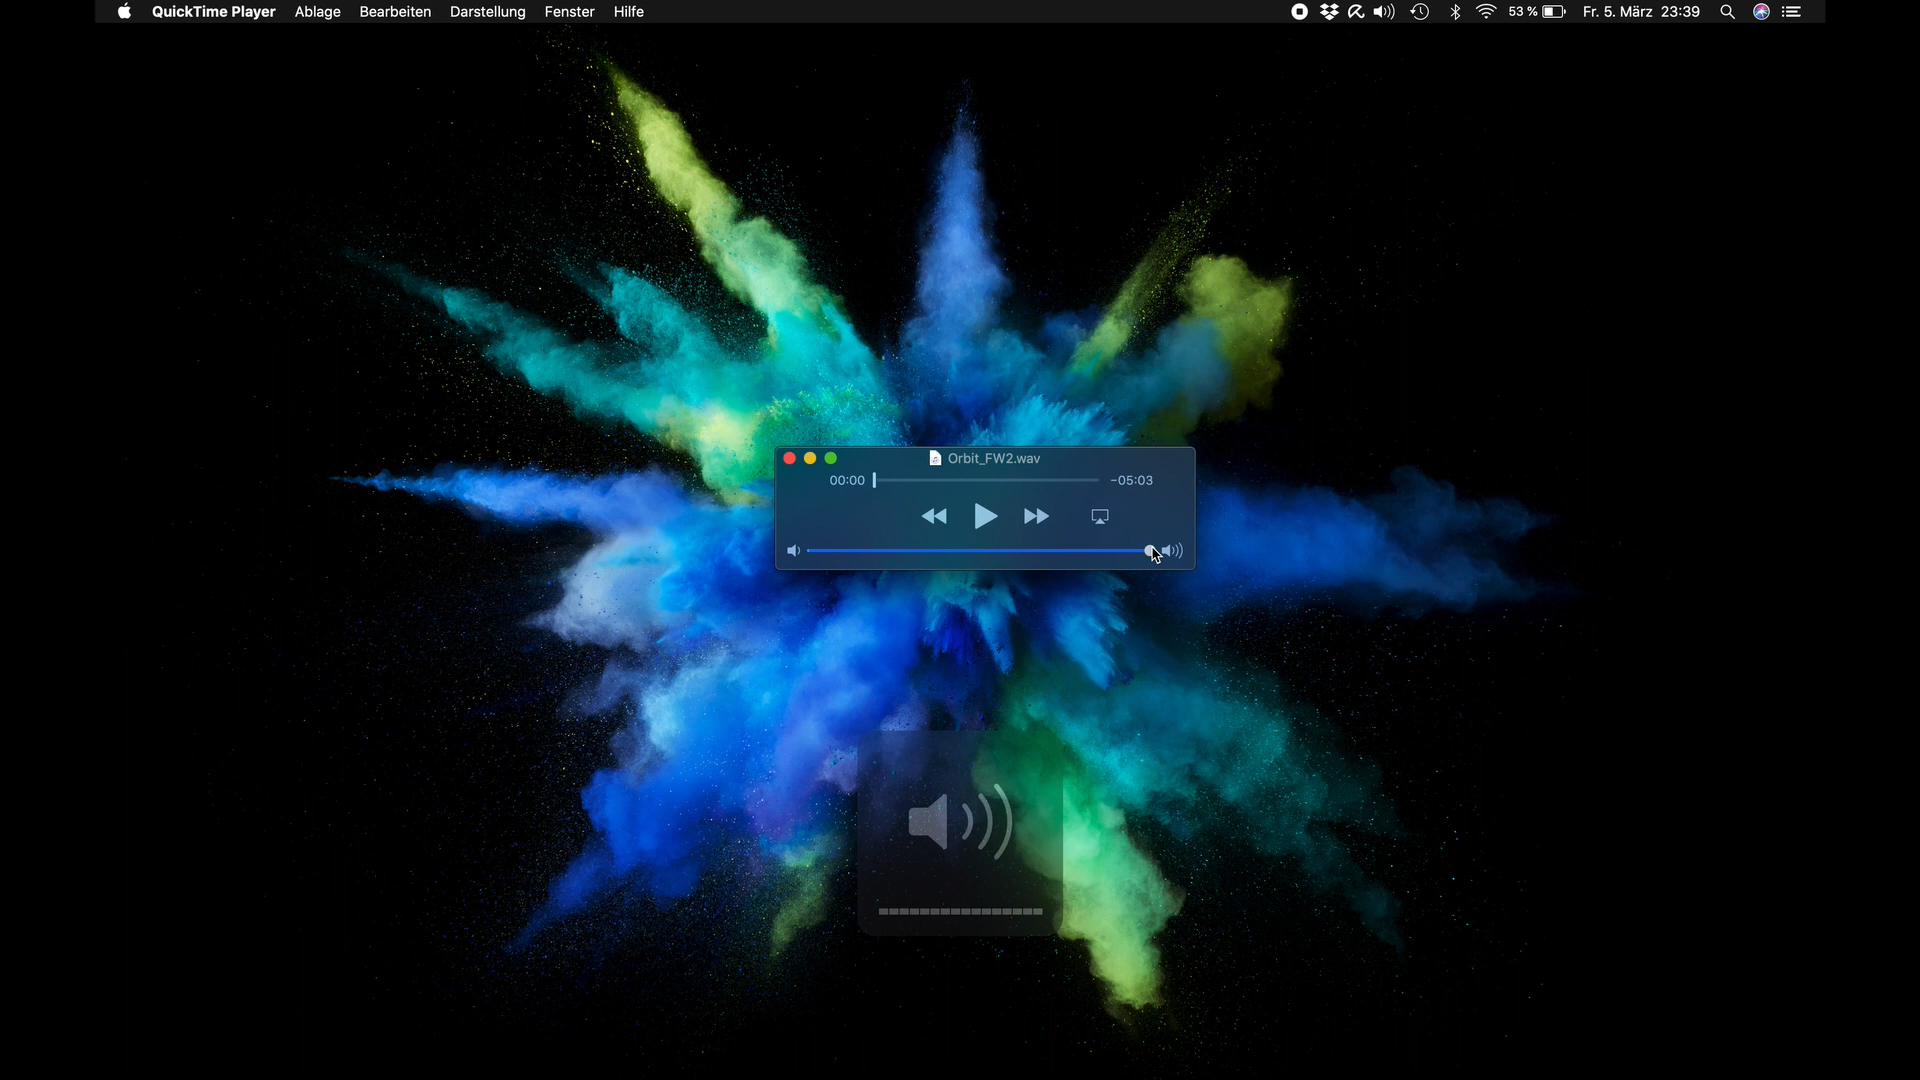 QuickTime Player Ablage Bearbeiten Darstellung Fenster Hilfe 53 % Fr. 5. März 23:39
Orbit_FW2.wav
00:00 -05:03